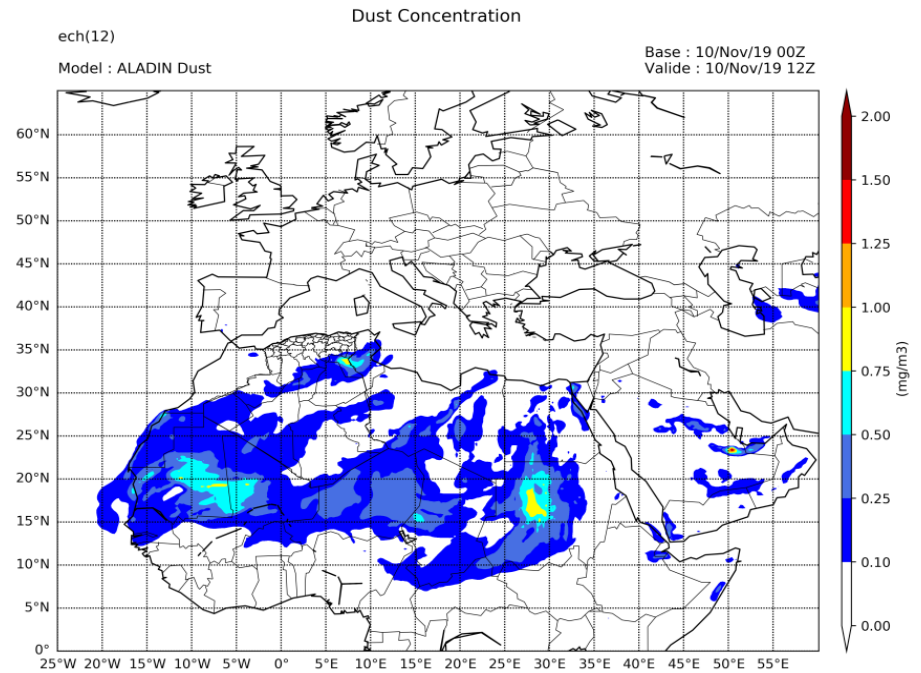 Dust Concentration
ech(12)
Base : 10/Nov/19 00Z
Model : ALADIN Dust
Valide : 10/Nov/19 12Z
60°N
55°N
50°N
45°N
40°N
35°N
30°N
25°N
20°N
15°N
10°N
5°N
0°
25°W 20°W 15°W 10°W 5°W 0° 5°E 10°E 15°E 20°E 25°E 30°E 35°E 40°E 45°E 50°E 55°E
2.00
1.50
1.25
1.00
0.75
0.50
0.25
0.10
0.00
(mg/m3)